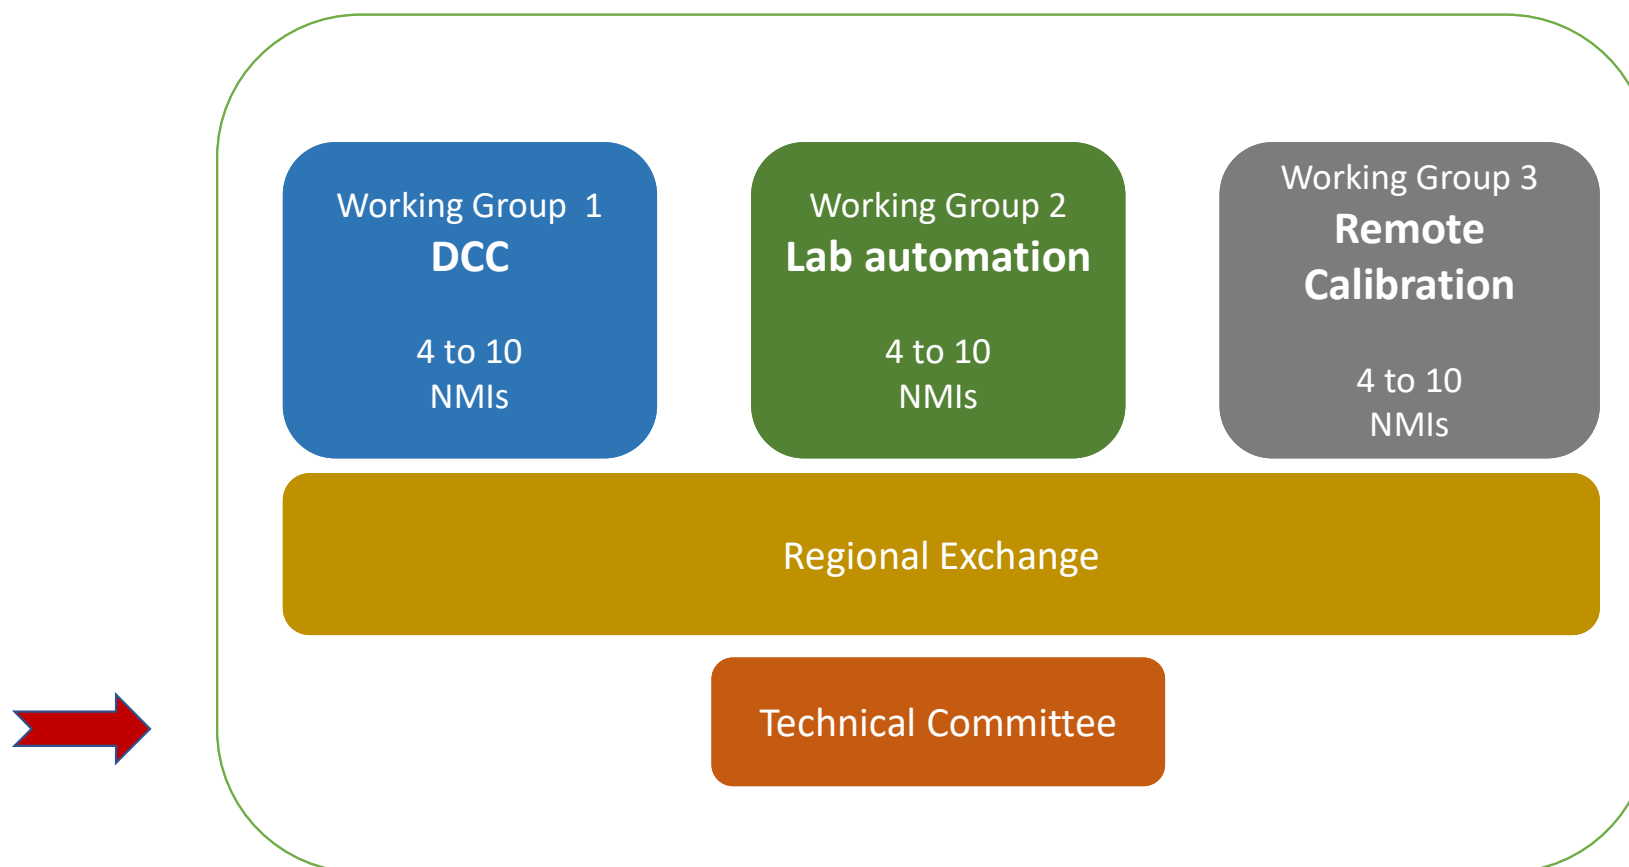 Working Group 1
DCC
4 to 10
NMIs
Working Group 2
Lab automation
4 to 10
NMIs
Working Group 3
Remote
Calibration
4 to 10
NMIs
Regional Exchange
Technical Committee